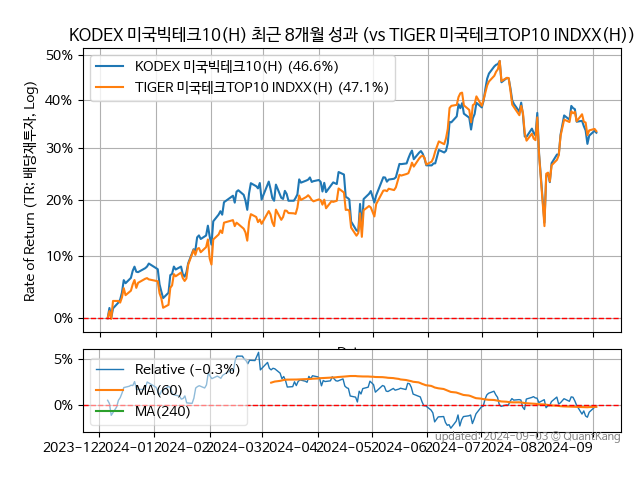 KODEX 미국빅테크10(H) 최근 8개월 성과 (vs TIGER 미국테크TOP10 INDXX(H))
50%
40%
30%
20%
10%
0%
Rate of Return (TR: 배당재투자, Log)
KODEX 미국빅테크10(H) (46.6%)
TIGER 미국테크TOP10 INDXX(H) (47.1%)
5%
0%
Relative (-0.3%)
MA(60)
MA(240)
2023-12
2024-01
2024-02
2024-03
2024-04
2024-05
2024-06
2024-07
2024-08
2024-09
updated: 2024-09-03 © QuantKang